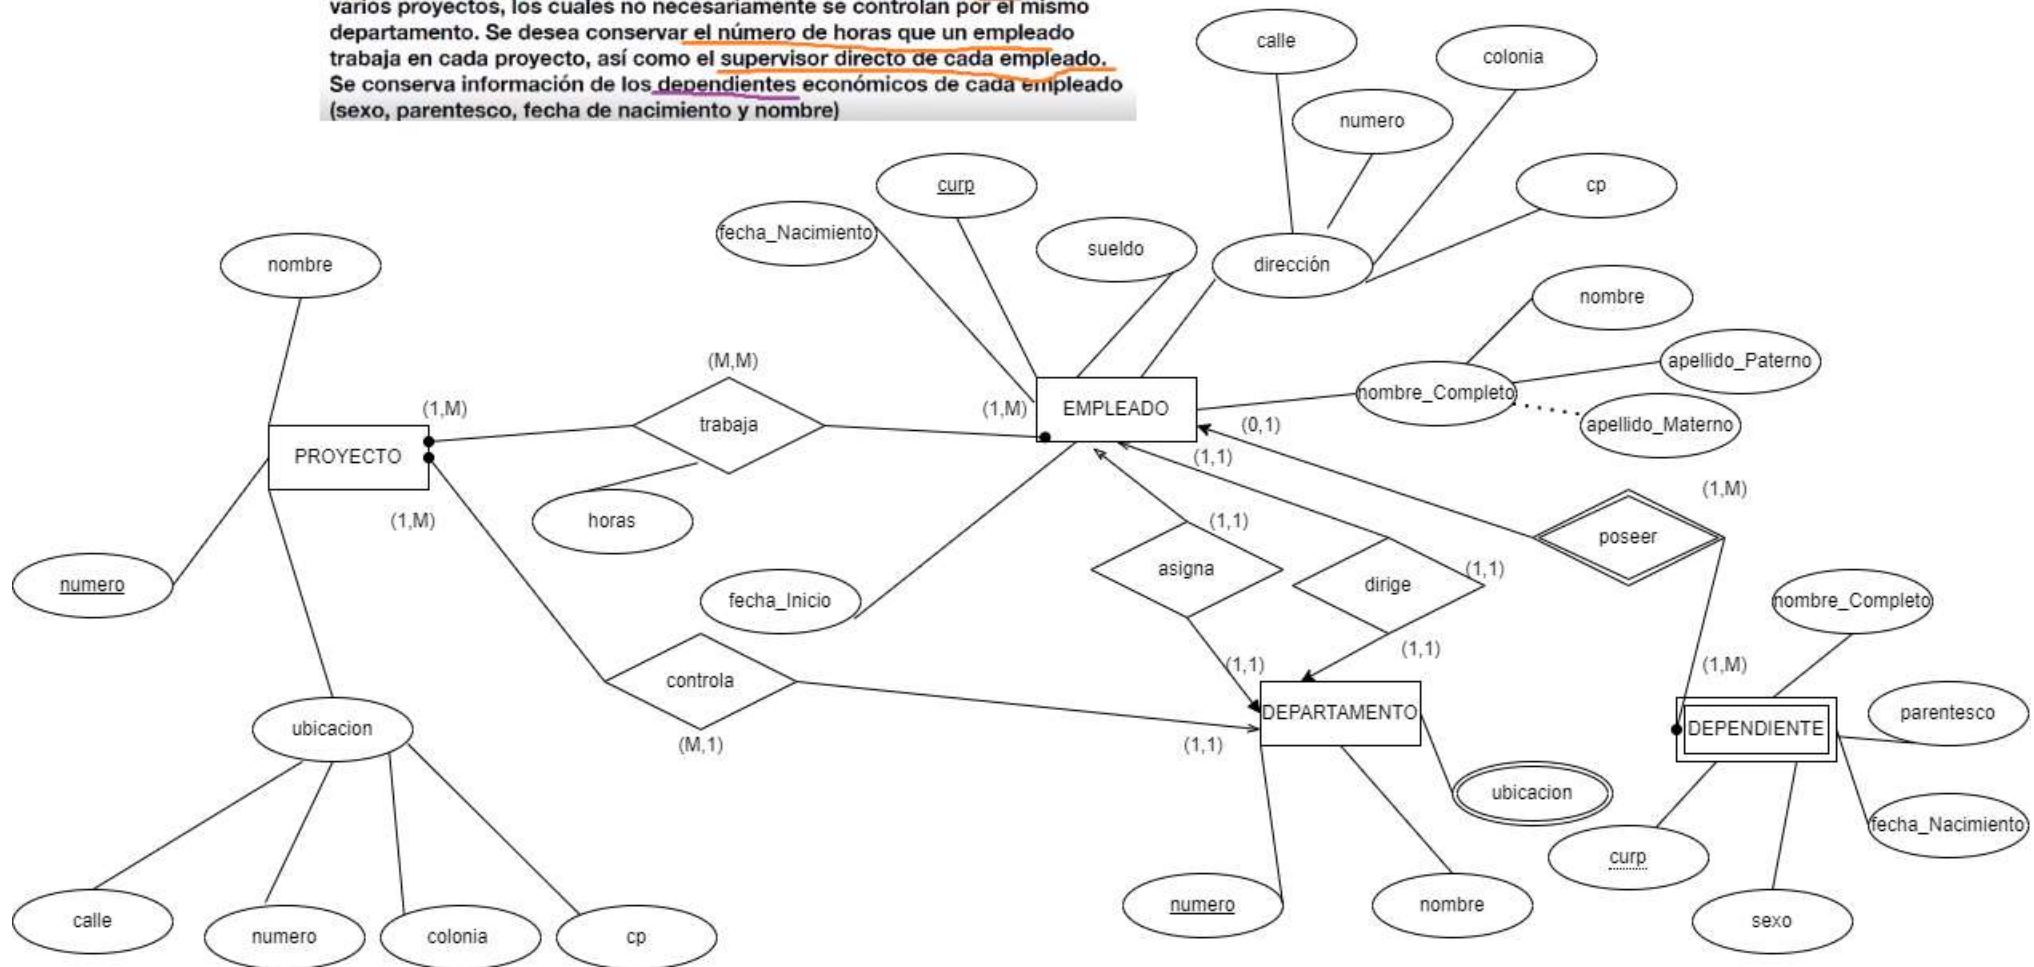 varios proyectos, los cuales no necesariamente se controlan por el mismo
departamento. Se desea conservar el número de horas que un empleado
trabaja en cada proyecto, así como el supervisor directo de cada empleado.
Se conserva información de los dependientes económicos de cada empleado
(sexo, parentesco, fecha de nacimiento y nombre)
calle
colonia
numero
curp
cp
fecha_Nacimiento
sueldo
dirección
nombre
nombre
(M,M)
apellido_Paterno
(1,M)
(1,M)
EMPLEADO
nombre_Completo
trabaja
(0,1)
apellido_Materno
PROYECTO
(1,1)
(1,M)
(1,M)
horas
(1,1)
poseer
asigna
dirige
(1,1)
numero
fecha_Inicio
nombre_Completo
(1,1)
(1,1)
(1,M)
controla
DEPARTAMENTO
parentesco
ubicacion
DEPENDIENTE
(M,1)
(1,1)
ubicacion
fecha_Nacimiento
curp
numero
nombre
calle
numero
colonia
cp
sexo